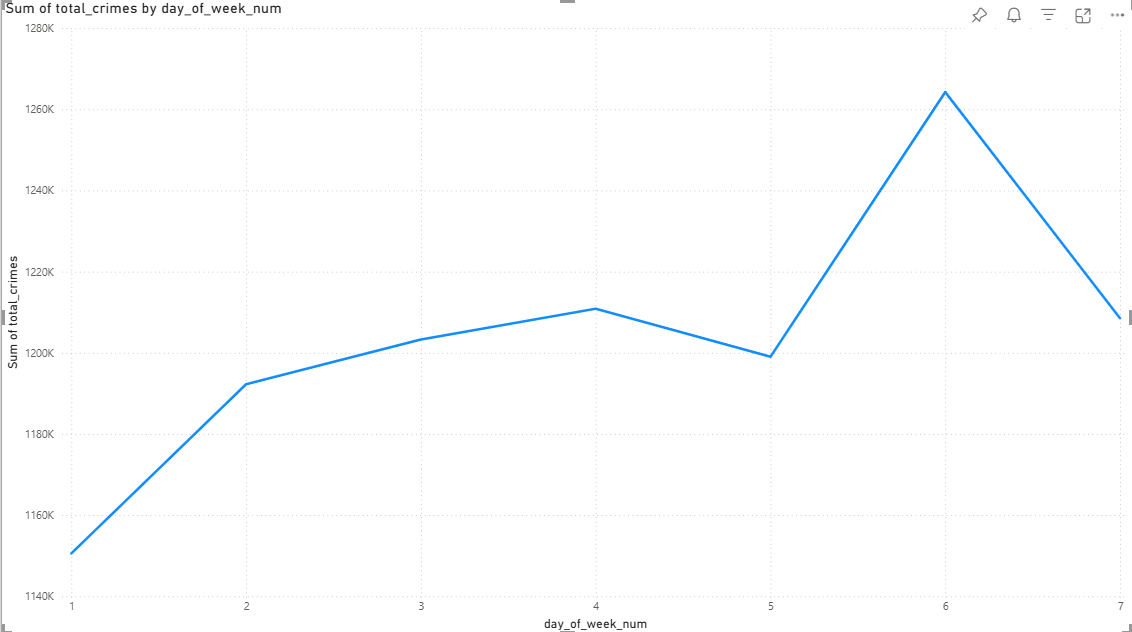 Sum of total_crimes by day_of_week_num
1280K
1260K
1240K
1220K
1200K
1180K
1160K
1140K
Sum of total_crimes
1 2 3 4 5 6 7
day_of_week_num